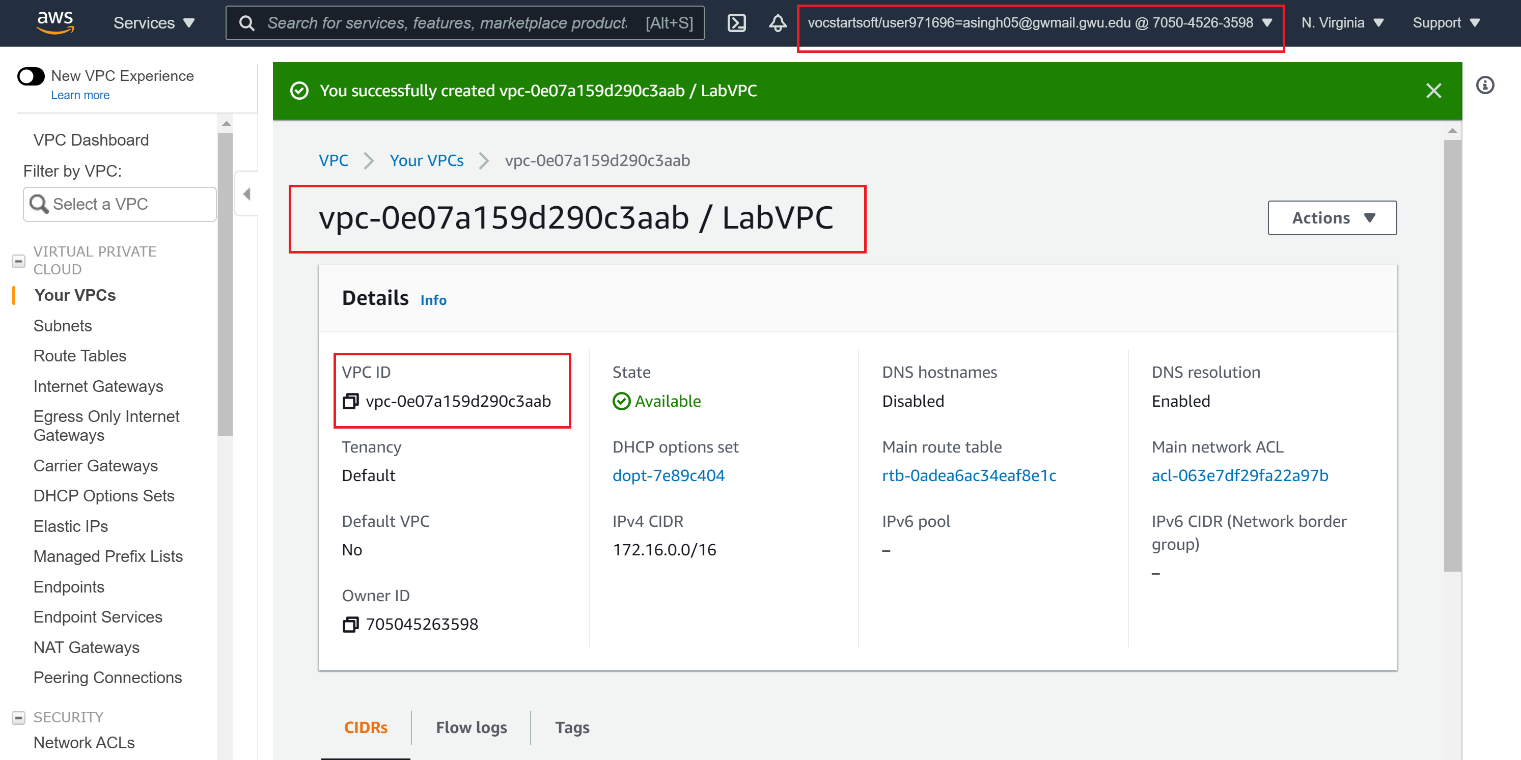 aws
Services
Search for services, features, marketplace product: [Alt+S]
vocstartsoft/user971696=asingh05@gwmail.gwu.edu @ 7050-4526-3598
N. Virginia
Support
New VPC Experience
Learn more
VPC Dashboard
Filter by VPC:
Select a VPC
VIRTUAL PRIVATE
CLOUD
Your VPCs
Subnets
Route Tables
Internet Gateways
Egress Only Internet
Gateways
Carrier Gateways
DHCP Options Sets
Elastic IPs
Managed Prefix Lists
Endpoints
Endpoint Services
NAT Gateways
Peering Connections
SECURITY
Network ACLs
You successfully created vpc-0e07a159d290c3aab / LabVPC
VPC
Your VPCs
vpc-0e07a159d290c3aab
vpc-0e07a159d290c3aab / LabVPC
Actions
Details Info
VPC ID
vpc-0e07a159d290c3aab
State
Available
DNS hostnames
Disabled
DNS resolution
Enabled
Tenancy
Default
DHCP options set
dopt-7e89c404
Main route table
rtb-0adea6ac34eaf8e1c
Main network ACL
acl-063e7df29fa22a97b
Default VPC
No
IPv4 CIDR
172.16.0.0/16
IPv6 pool
–
IPv6 CIDR (Network border
group)
–
Owner ID
705045263598
CIDRs
Flow logs
Tags